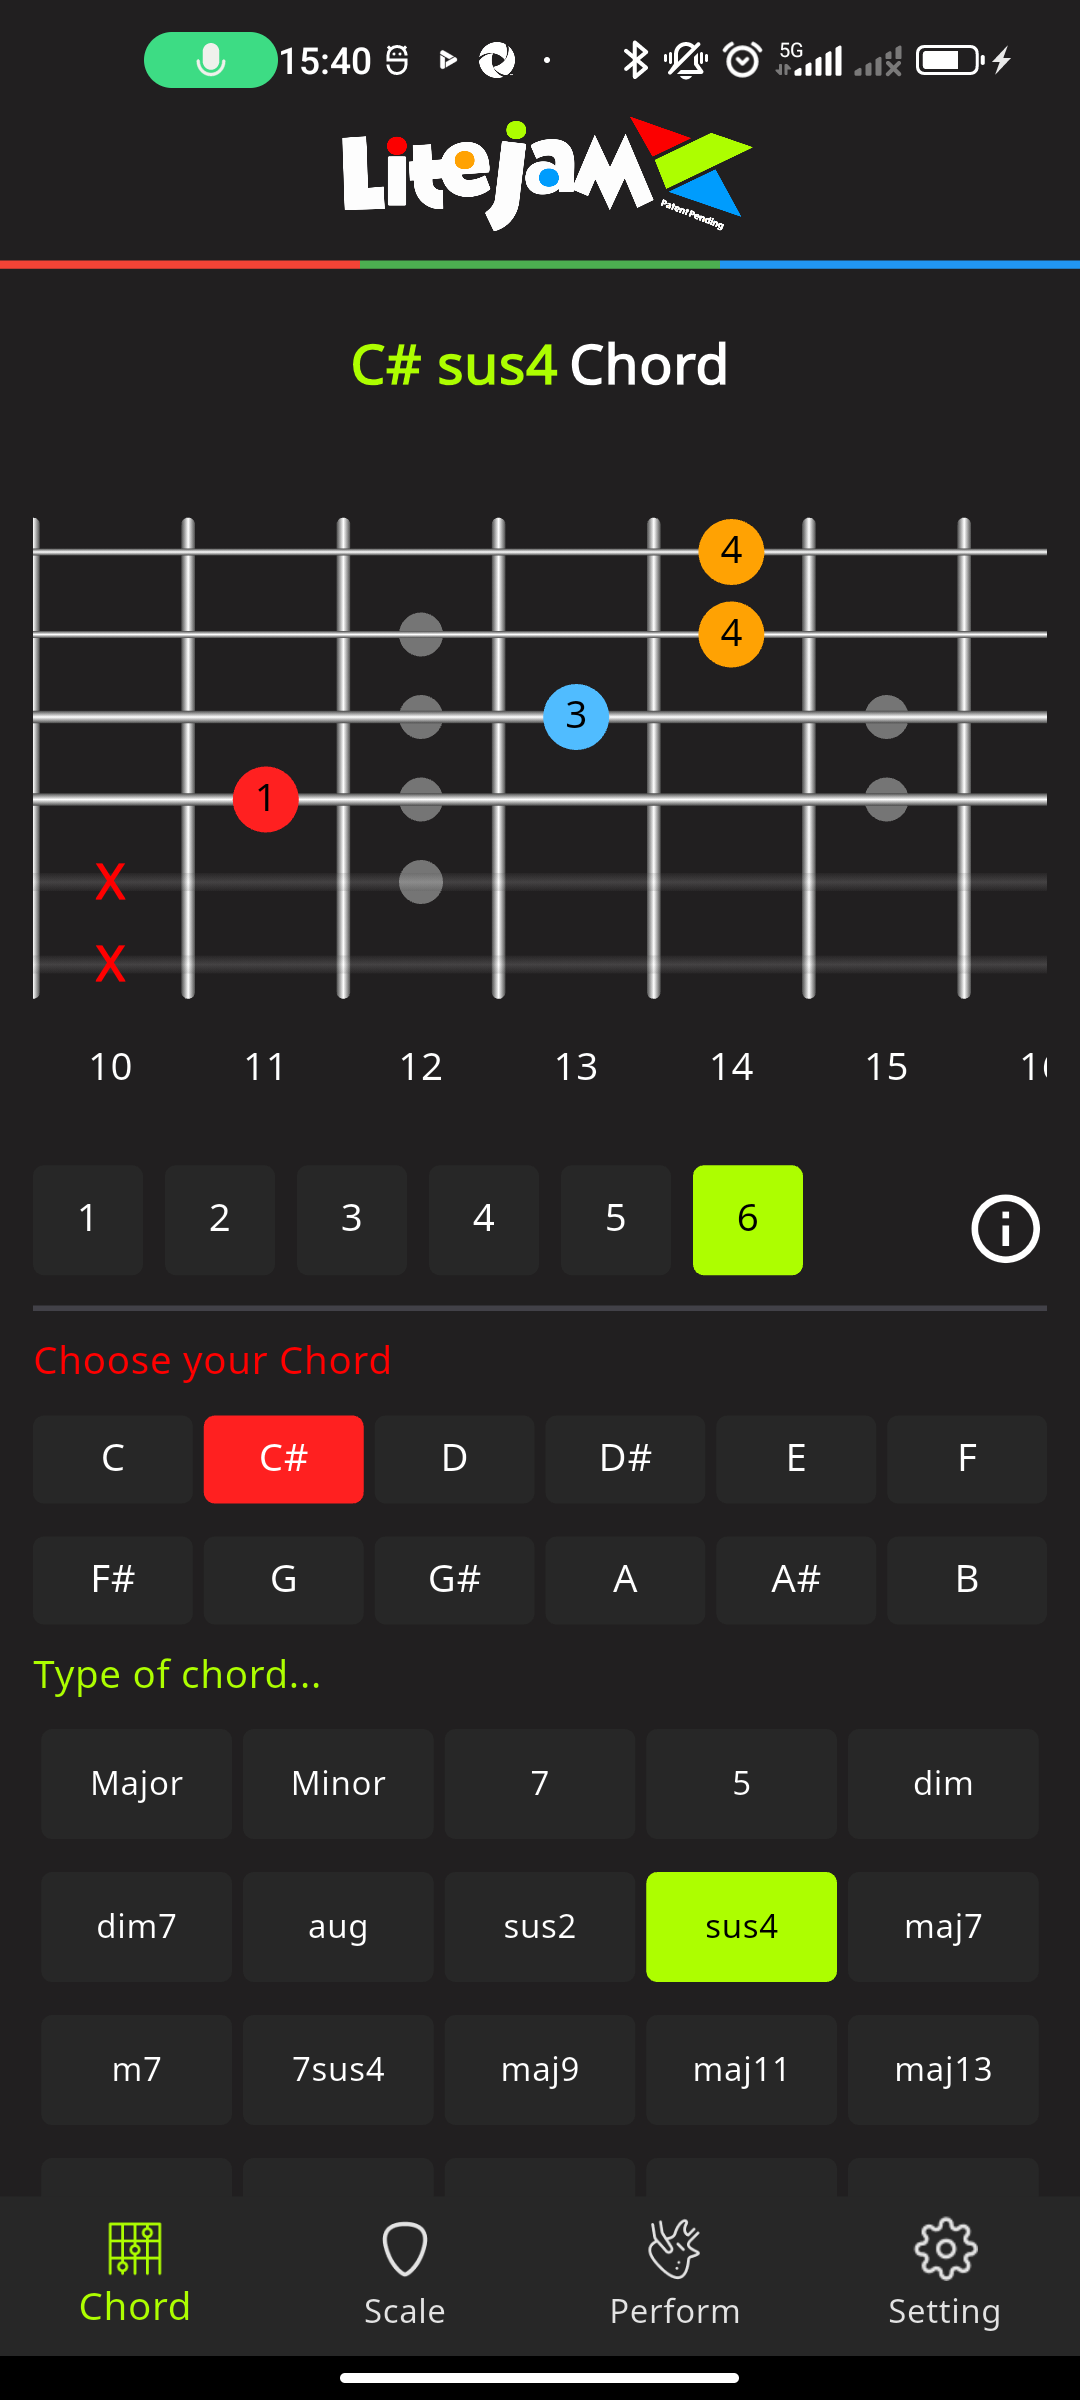 15:40 5G
LiteJam
Patent Pending
C# sus4 Chord
4
4
3
1
X
X
10 11 12 13 14 15
1 2 3 4 5 6
Choose your Chord
C C# D D# E F
F# G G# A A# B
Type of chord...
Major Minor 7 5 dim
dim7 aug sus2 sus4 maj7
m7 7sus4 maj9 maj11 maj13
Chord Scale Perform Setting